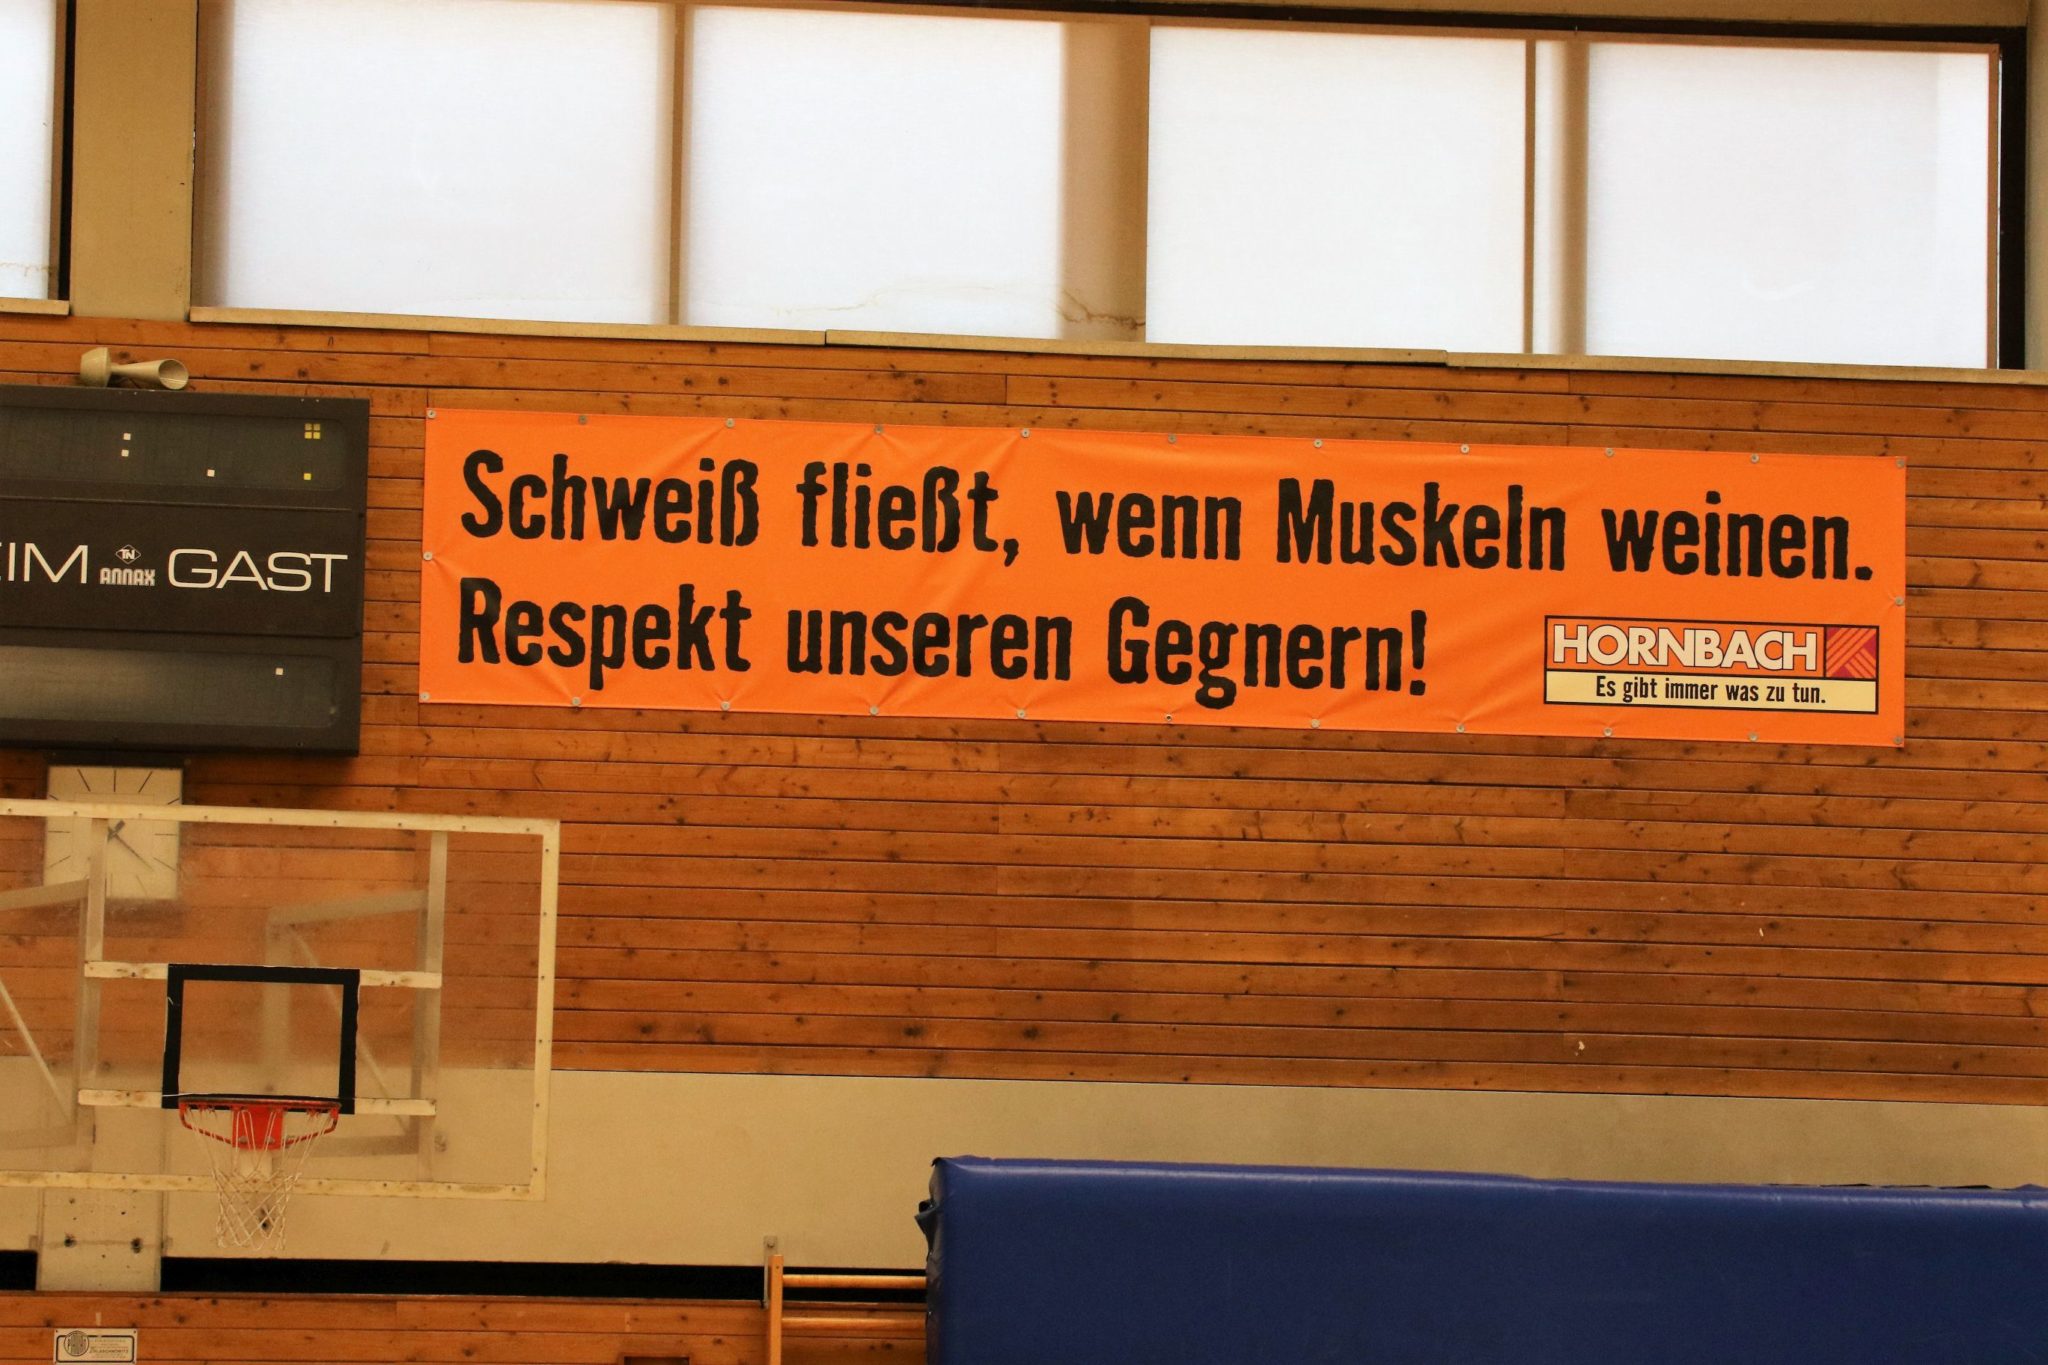 Schweiß fließt, wenn Muskeln weinen.
Respekt unseren Gegnern!
HORNBACH
Es gibt immer was zu tun.
EIM ANNAX GAST